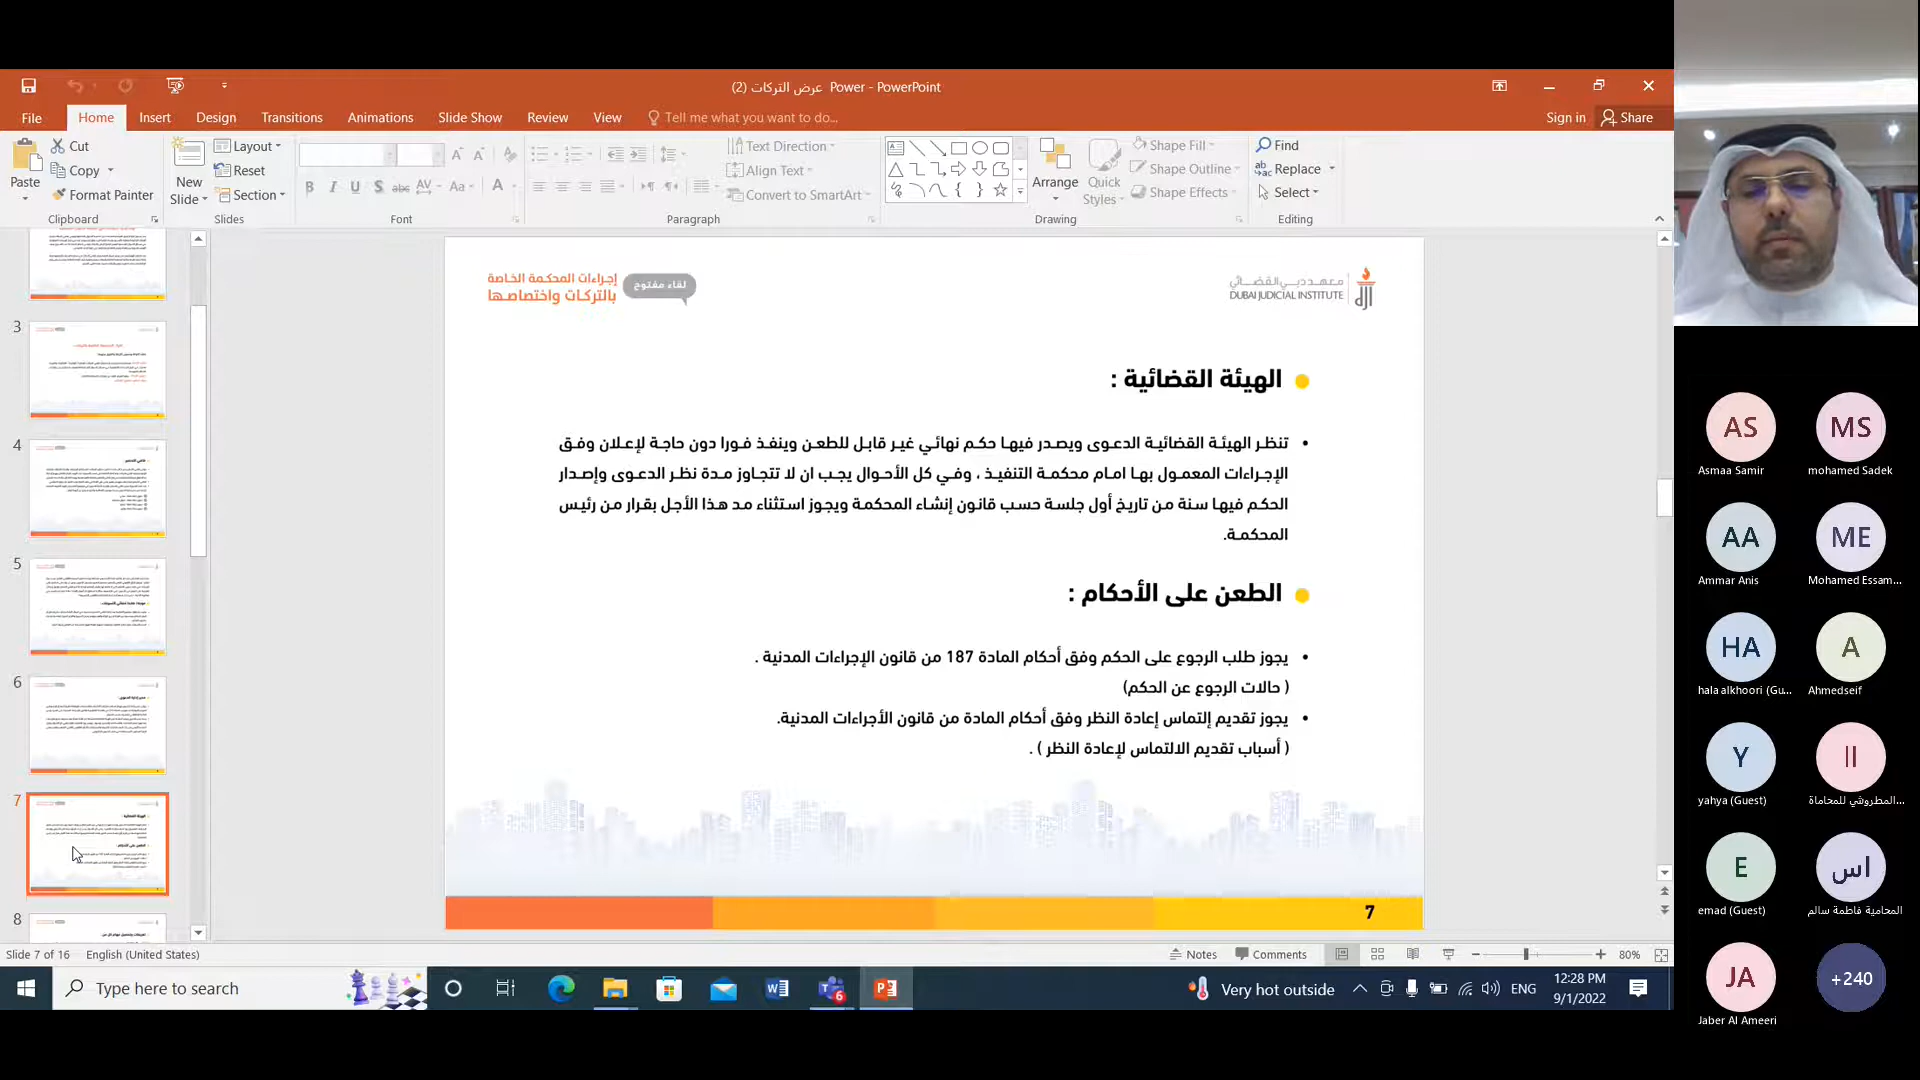 عرض التركات (2) Power - PowerPoint
File Home Insert Design Transitions Animations Slide Show Review View Tell me what you want to do...
Sign in Share
Paste
Cut
Copy
Format Painter
Clipboard
New Slide
Layout
Reset
Section
Slides
Font
Text Direction
Align Text
Convert to SmartArt
Paragraph
Arrange
Quick Styles
Shape Fill
Shape Outline
Shape Effects
Drawing
Find
Replace
Select
Editing
3
4
5
6
7
8
إجراءات المحكمة الخاصة
بالتركات واختصاصها
لقاء مفتوح
معهد دبي القضائي
DUBAI JUDICIAL INSTITUTE
الهيئة القضائية :
• تنظر الهيئة القضائية الدعوى ويصدر فيها حكم نهائي غير قابل للطعن وينفذ فورا دون حاجة لإعلان وفق
الإجراءات المعمول بها امام محكمة التنفيذ ، وفي كل الأحوال يجب ان لا تتجاوز مدة نظر الدعوى وإصدار
الحكم فيها سنة من تاريخ أول جلسة حسب قانون إنشاء المحكمة ويجوز استثناء مد هذا الأجل بقرار من رئيس
المحكمة.
الطعن على الأحكام :
• يجوز طلب الرجوع على الحكم وفق أحكام المادة 187 من قانون الإجراءات المدنية .
( حالات الرجوع عن الحكم)
• يجوز تقديم إلتماس إعادة النظر وفق أحكام المادة من قانون الأجراءات المدنية.
( أسباب تقديم الالتماس لإعادة النظر ) .
7
Slide 7 of 16 English (United States)
Notes Comments 80%
Type here to search
Very hot outside
ENG
12:28 PM
9/1/2022
AS
Asmaa Samir
MS
mohamed Sadek
AA
Ammar Anis
ME
Mohamed Essam...
HA
hala alkhoori (Gu...
A
Ahmedseif
Y
yahya (Guest)
اا
المطروشي للمحاماة...
E
emad (Guest)
اس
المحامية فاطمة سالم
JA
Jaber Al Ameeri
+240